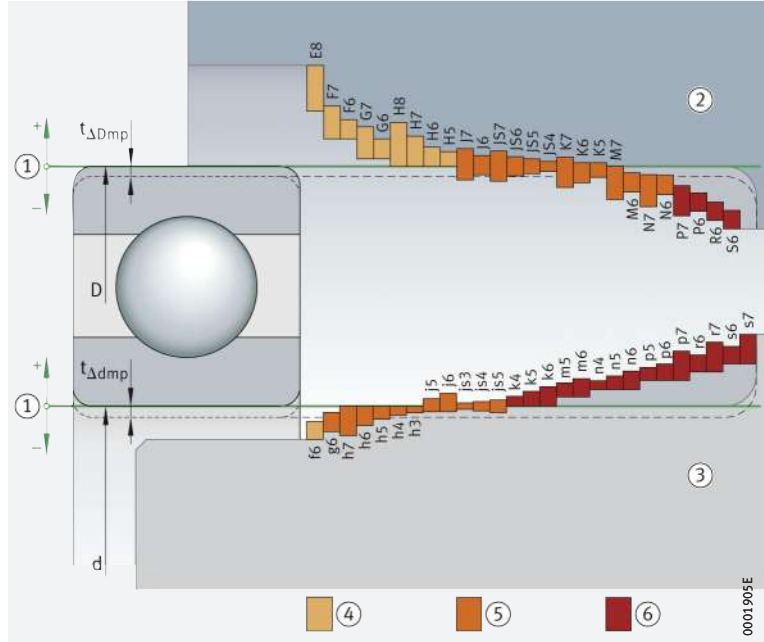 E8
F7
F6
G7
G6
H8
H7
H6
H5
J7
J6
JS7
JS6
JS5
JS4
K7
K6
K5
M7
M6
N7
N6
P7
P6
R6
S6
t∆Dmp
+
1
−
2
D
t∆dmp
+
1
−
f6
g6
h7
h6
h5
h4
h3
j5
j6
js3
js4
js5
k4
k5
k6
m5
m6
n4
n5
n6
p5
p6
p7
r6
r7
s6
s7
3
d
4
5
6
0001905E